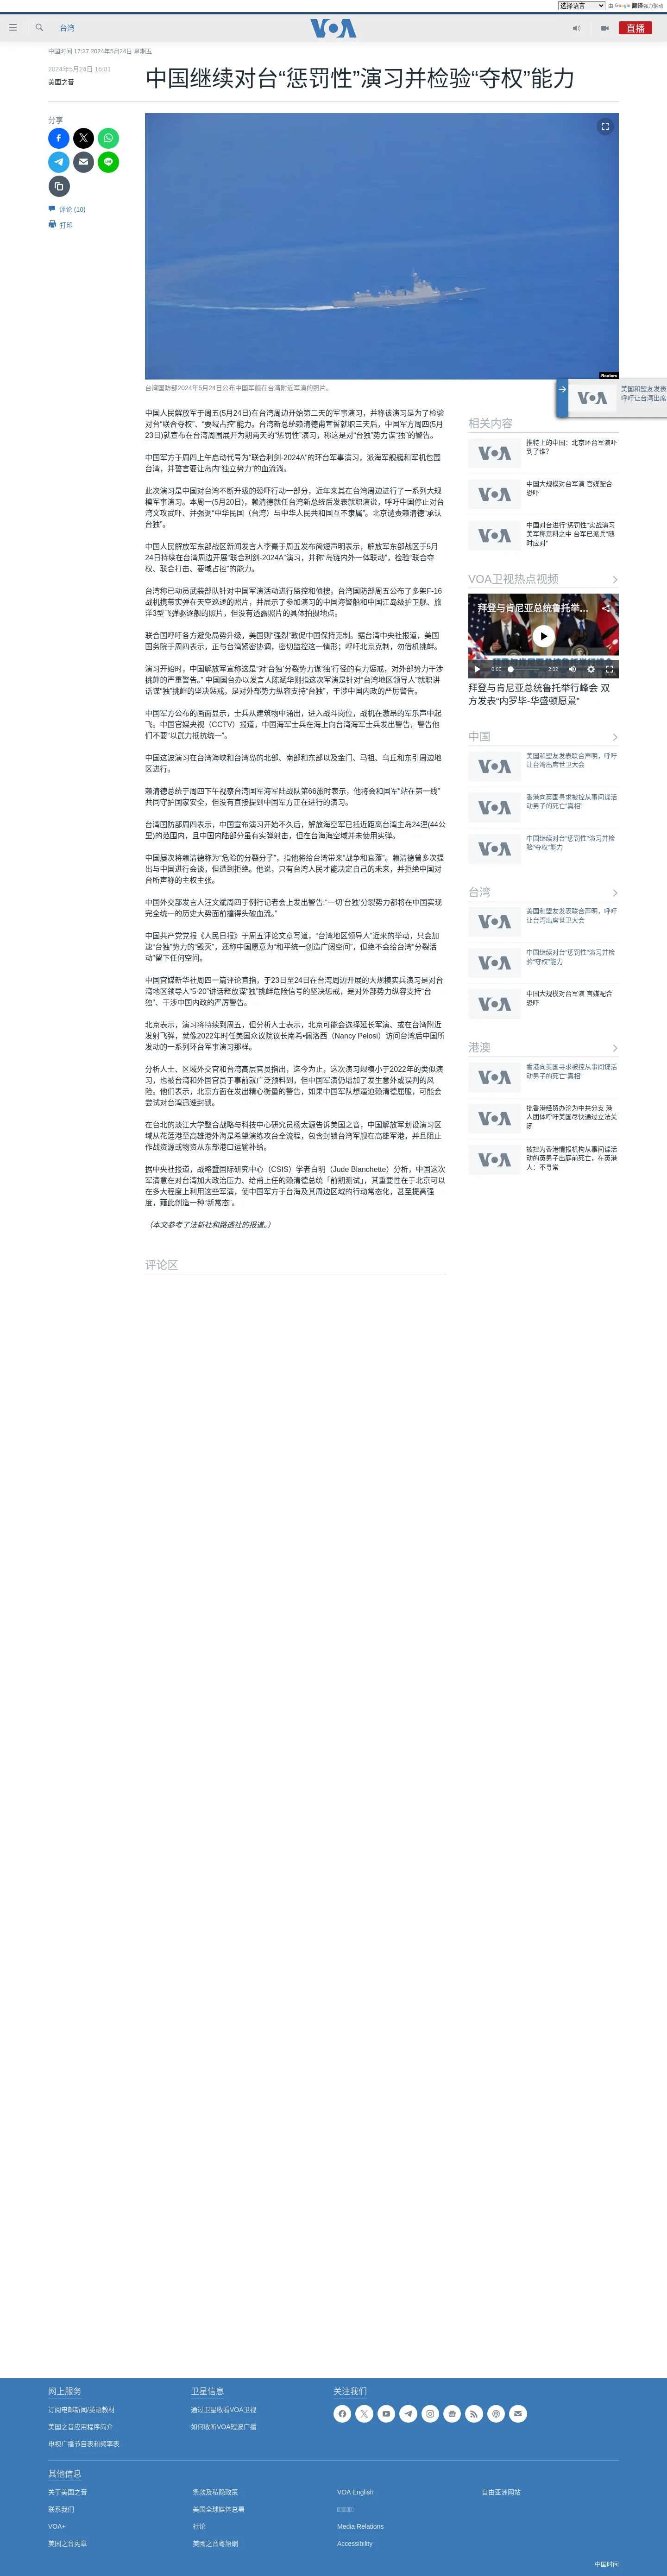 选择语言
由 Google 翻译强力驱动
台湾
VOA
直播
中国时间 17:37 2024年5月24日 星期五
2024年5月24日 16:01
美国之音
中国继续对台“惩罚性”演习并检验“夺权”能力
分享
评论 (10)
打印
Reuters
台湾国防部2024年5月24日公布中国军舰在台湾附近军演的照片。
美国和盟友发表
呼吁让台湾出席
中国人民解放军于周五(5月24日)在台湾周边开始第二天的军事演习，并称该演习是为了检验
对台“联合夺权”、“要域占控”能力。台湾新总统赖清德甫宣誓就职三天后，中国军方周四(5月
23日)就宣布在台湾周围展开为期两天的“惩罚性”演习，称这是对“台独”势力谋“独”的警告。
中国军方于周四上午启动代号为“联合利剑-2024A”的环台军事演习，派海军舰艇和军机包围
台湾，并誓言要让岛内“独立势力”的血流淌。
此次演习是中国对台湾不断升级的恐吓行动一部分，近年来其在台湾周边进行了一系列大规
模军事演习。本周一(5月20日)，赖清德就任台湾新总统后发表就职演说，呼吁中国停止对台
湾文攻武吓、并强调“中华民国（台湾）与中华人民共和国互不隶属”。北京谴责赖清德“承认
台独”。
中国人民解放军东部战区新闻发言人李熹于周五发布简短声明表示，解放军东部战区于5月
24日持续在台湾周边开展“联合利剑-2024A”演习，并称“岛链内外一体联动”，检验“联合夺
权、联合打击、要域占控”的能力。
台湾称已动员武装部队针对中国军演活动进行监控和侦搜。台湾国防部周五公布了多架F-16
战机携带实弹在天空巡逻的照片，并展示了参加演习的中国海警船和中国江岛级护卫舰、旅
洋3型飞弹驱逐舰的照片，但没有透露照片的具体拍摄地点。
联合国呼吁各方避免局势升级，美国则“强烈”敦促中国保持克制。据台湾中央社报道，美国
国务院于周四表示，正与台湾紧密协调，密切监控这一情形；呼吁北京克制，勿借机挑衅。
演习开始时，中国解放军宣称这是“对‘台独’分裂势力谋‘独’行径的有力惩戒，对外部势力干涉
挑衅的严重警告。” 中国国台办以发言人陈斌华则指这次军演是针对“台湾地区领导人”就职讲
话谋“独”挑衅的坚决惩戒，是对外部势力纵容支持“台独”，干涉中国内政的严厉警告。
中国军方公布的画面显示，士兵从建筑物中涌出，进入战斗岗位，战机在激昂的军乐声中起
飞。中国官媒央视（CCTV）报道，中国海军士兵在海上向台湾海军士兵发出警告，警告他
们不要“以武力抵抗统一”。
中国这波演习在台湾海峡和台湾岛的北部、南部和东部以及金门、马祖、乌丘和东引周边地
区进行。
赖清德总统于周四下午视察台湾国军海军陆战队第66旅时表示，他将会和国军“站在第一线”
共同守护国家安全，但没有直接提到中国军方正在进行的演习。
台湾国防部周四表示，中国宣布演习开始不久后，解放海空军已抵近距离台湾主岛24浬(44公
里)的范围内，且中国内陆部分虽有实弹射击，但在台海海空域并未使用实弹。
中国屡次将赖清德称为“危险的分裂分子”，指他将给台湾带来“战争和衰落”。赖清德曾多次提
出与中国进行会谈，但遭到拒绝。他说，只有台湾人民才能决定自己的未来，并拒绝中国对
台所声称的主权主张。
中国外交部发言人汪文斌周四于例行记者会上发出警告:“一切‘台独’分裂势力都将在中国实现
完全统一的历史大势面前撞得头破血流。”
中国共产党党报《人民日报》于周五评论文章写道，“台湾地区领导人”近来的举动，只会加
速“台独”势力的“毁灭”，还称中国愿意为“和平统一创造广阔空间”，但绝不会给台湾“分裂活
动”留下任何空间。
中国官媒新华社周四一篇评论直指，于23日至24日在台湾周边开展的大规模实兵演习是对台
湾地区领导人“5·20”讲话释放谋“独”挑衅危险信号的坚决惩戒，是对外部势力纵容支持“台
独”、干涉中国内政的严厉警告。
北京表示，演习将持续到周五，但分析人士表示，北京可能会选择延长军演、或在台湾附近
发射飞弹，就像2022年时任美国众议院议长南希•佩洛西（Nancy Pelosi）访问台湾后中国所
发动的一系列环台军事演习那样。
分析人士、区域外交官和台湾高层官员指出，迄今为止，这次演习规模小于2022年的类似演
习，也被台湾和外国官员于事前就广泛预料到，但中国军演仍增加了发生意外或误判的风
险。他们表示，北京方面在发出精心衡量的警告，如果中国军队想逼迫赖清德屈服，可能会
尝试对台湾迅速封锁。
在台北的淡江大学整合战略与科技中心研究员杨太源告诉美国之音，中国解放军划设演习区
域从花莲港至高雄港外海是希望演练攻台全流程，包含封锁台湾军舰在高雄军港，并且阻止
作战资源或物资从东部港口运输补给。
据中央社报道，战略暨国际研究中心（CSIS）学者白明（Jude Blanchette）分析，中国这次
军演意在对台湾加大政治压力、给甫上任的赖清德总统「前期测试」，其重要性在于北京可以
在多大程度上利用这些军演，使中国军方于台海及其周边区域的行动常态化，甚至提高强
度，藉此创造一种“新常态”。
（本文参考了法新社和路透社的报道。）
评论区
相关内容
推特上的中国：北京环台军演吓
到了谁？
中国大规模对台军演 官媒配合
恐吓
中国对台进行“惩罚性”实战演习
美军称意料之中 台军已派兵“随
时应对”
VOA卫视热点视频
拜登与肯尼亚总统鲁托举...
0:00
2:02
拜登与肯尼亚总统鲁托举行峰会 双
方发表“内罗毕-华盛顿愿景”
中国
美国和盟友发表联合声明，呼吁
让台湾出席世卫大会
香港向英国寻求被控从事间谍活
动男子的死亡“真相”
中国继续对台“惩罚性”演习并检
验“夺权”能力
台湾
美国和盟友发表联合声明，呼吁
让台湾出席世卫大会
中国继续对台“惩罚性”演习并检
验“夺权”能力
中国大规模对台军演 官媒配合
恐吓
港澳
香港向英国寻求被控从事间谍活
动男子的死亡“真相”
批香港经贸办沦为中共分支 港
人团体呼吁美国尽快通过立法关
闭
被控为香港情报机构从事间谍活
动的英男子出庭前死亡，在英港
人：不寻常
网上服务
订阅电邮新闻/英语教材
美国之音应用程序简介
电视广播节目表和频率表
卫星信息
通过卫星收看VOA卫视
如何收听VOA短波广播
关注我们
其他信息
关于美国之音
联系我们
VOA+
美国之音宪章
条款及私隐政策
美国全球媒体总署
社论
美國之音粵語網
VOA English
Media Relations
Accessibility
自由亚洲网站
中国时间